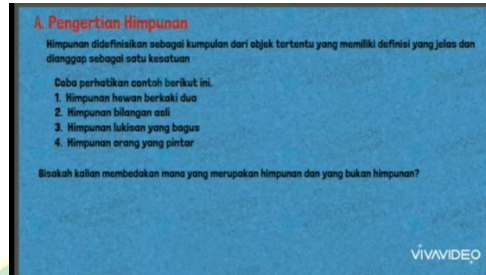 A. Pengertian Himpunan
Himpunan didefinisikan sebagai kumpulan dari objek tertentu yang memiliki definisi yang jelas dan
dianggap sebagai satu kesatuan
Coba perhatikan contoh berikut ini.
1. Himpunan hewan berkaki dua
2. Himpunan bilangan asli
3. Himpunan lukisan yang bagus
4. Himpunan orang yang pintar
Bisakah kalian membedakan mana yang merupakan himpunan dan yang bukan himpunan?
VIVAVIDEO